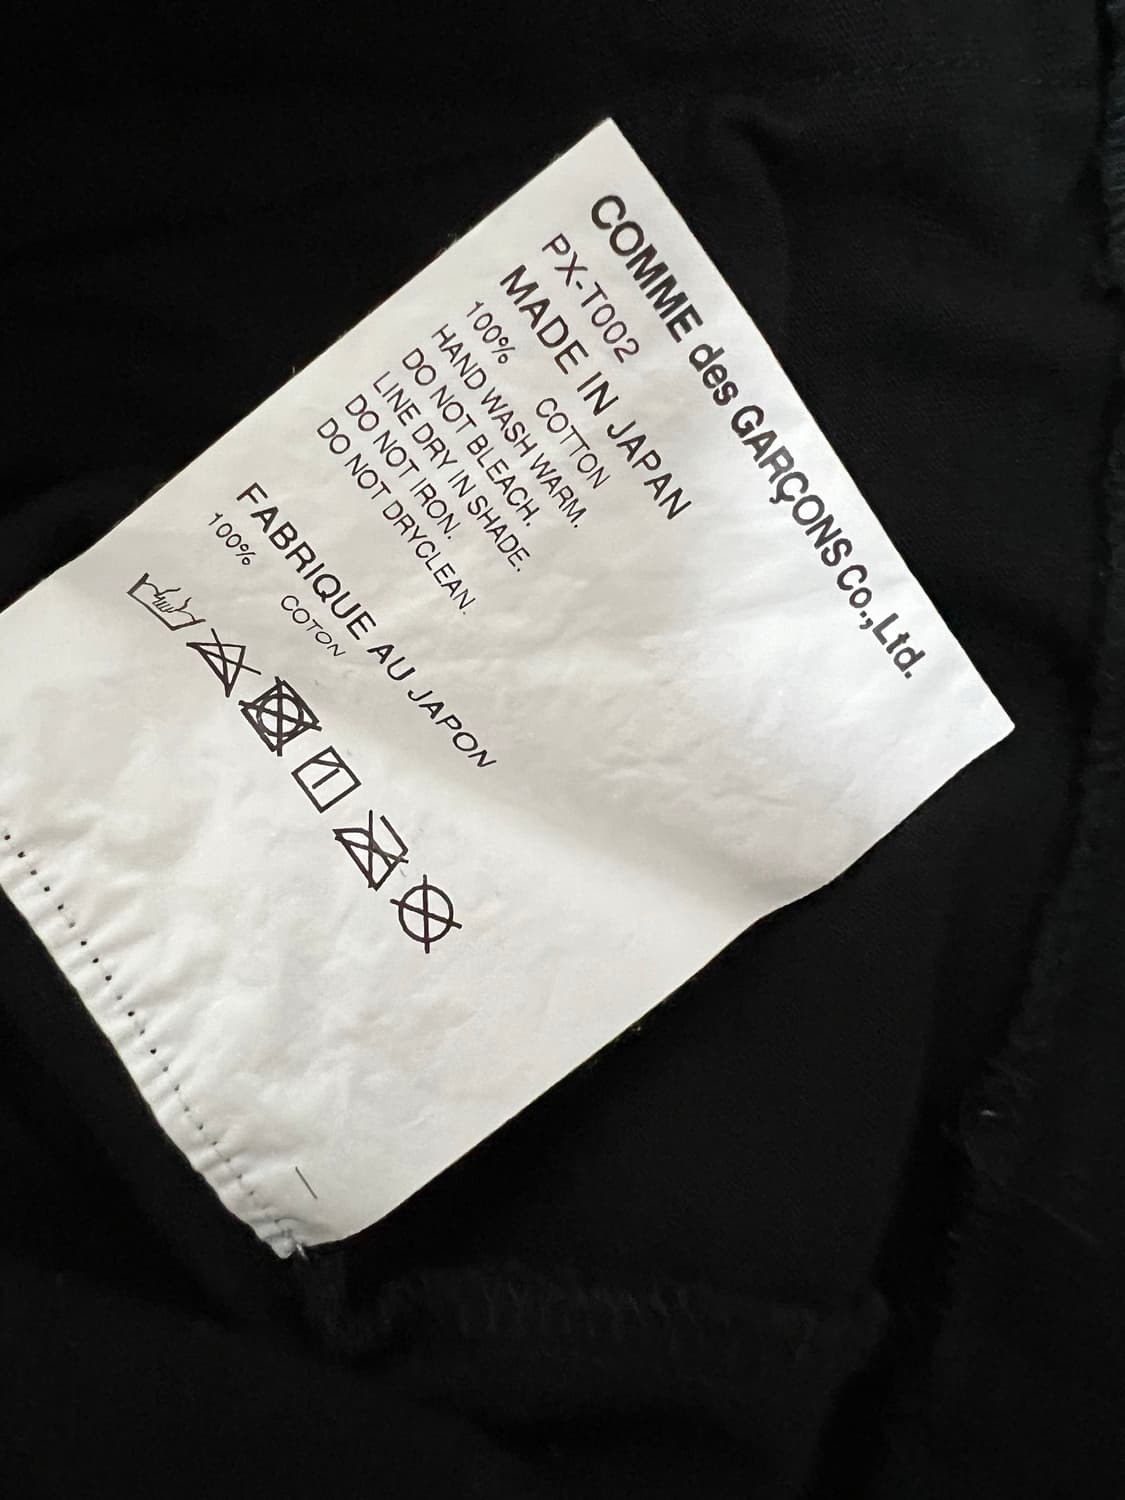 COMME des GARÇONS Co., Ltd.
PX-T002
MADE IN JAPAN
100% COTTON
HAND WASH WARM.
DO NOT BLEACH.
LINE DRY IN SHADE.
DO NOT IRON.
DO NOT DRYCLEAN.
FABRIQUE AU JAPON
100% COTON